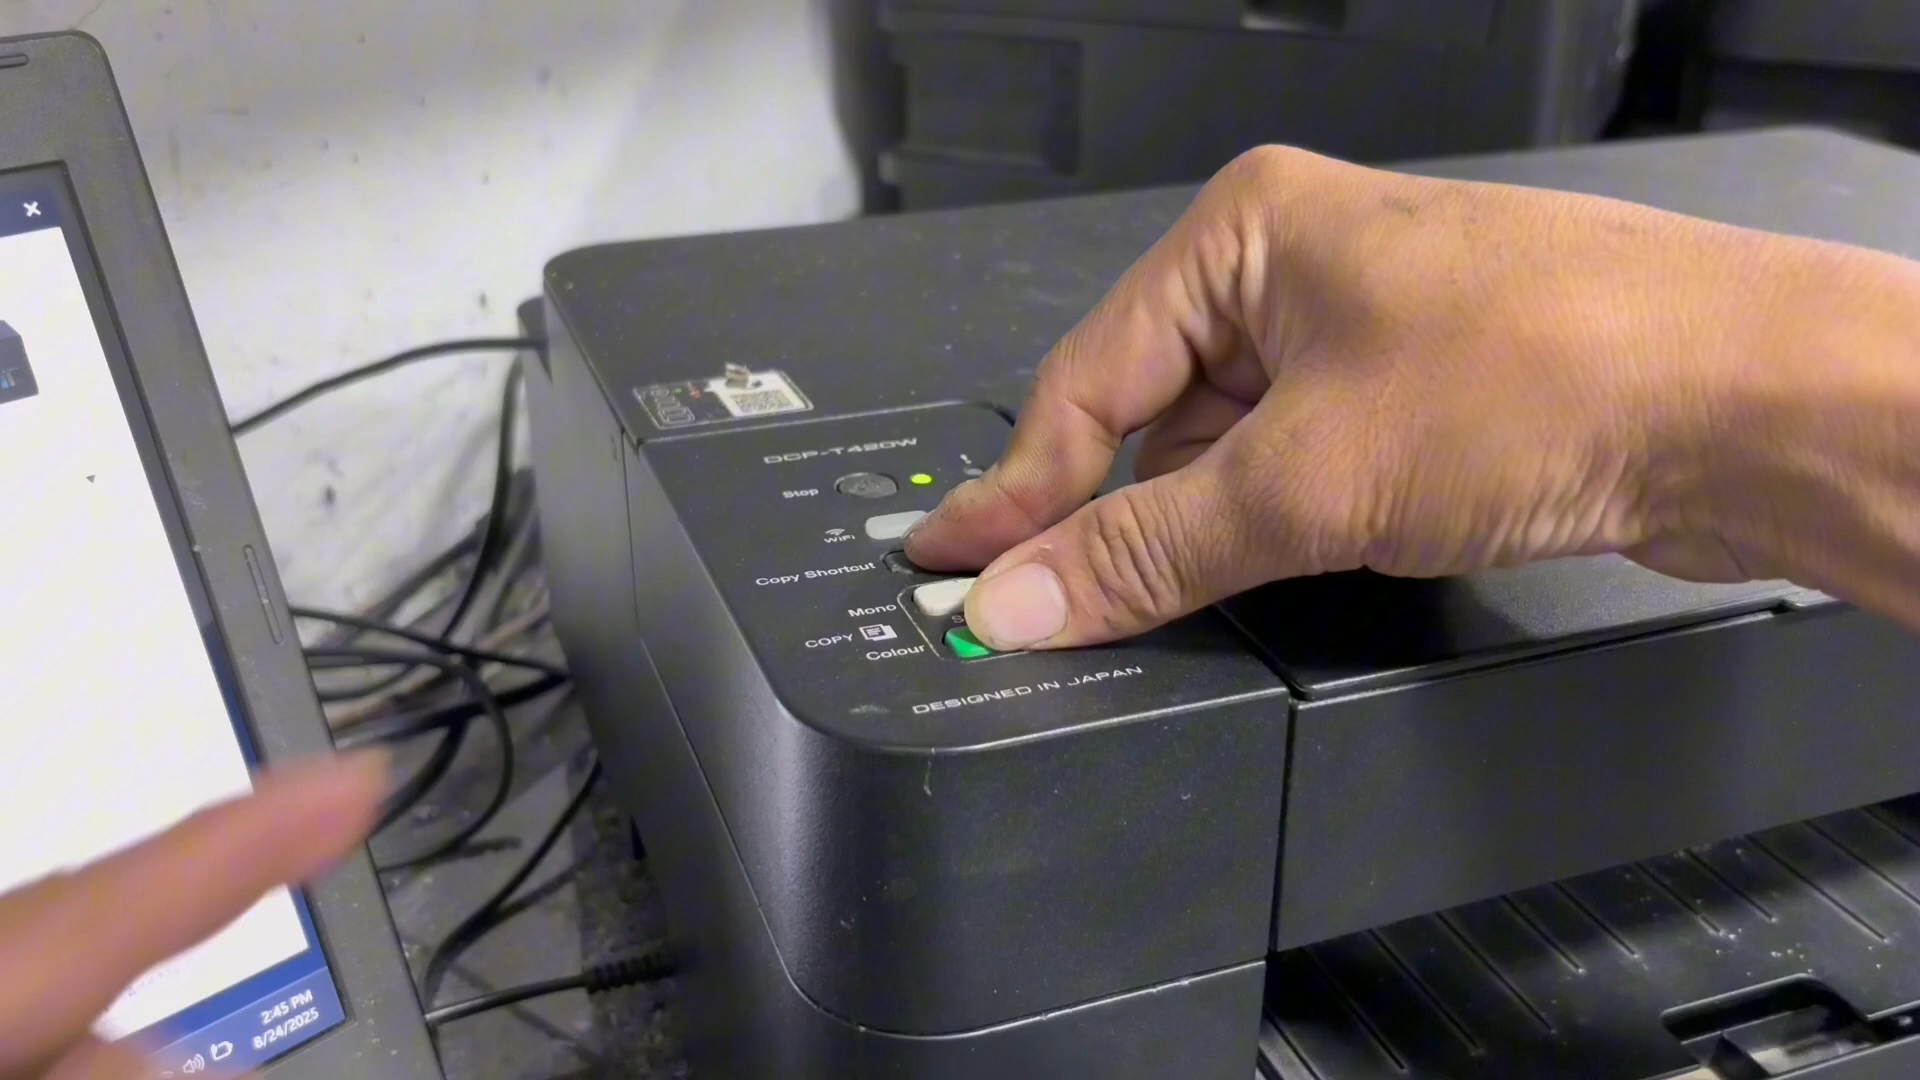 DCP-T420W
Stop
WiFi
Copy Shortcut
Mono
COPY
Colour
DESIGNED IN JAPAN
2:45 PM
8/24/2025